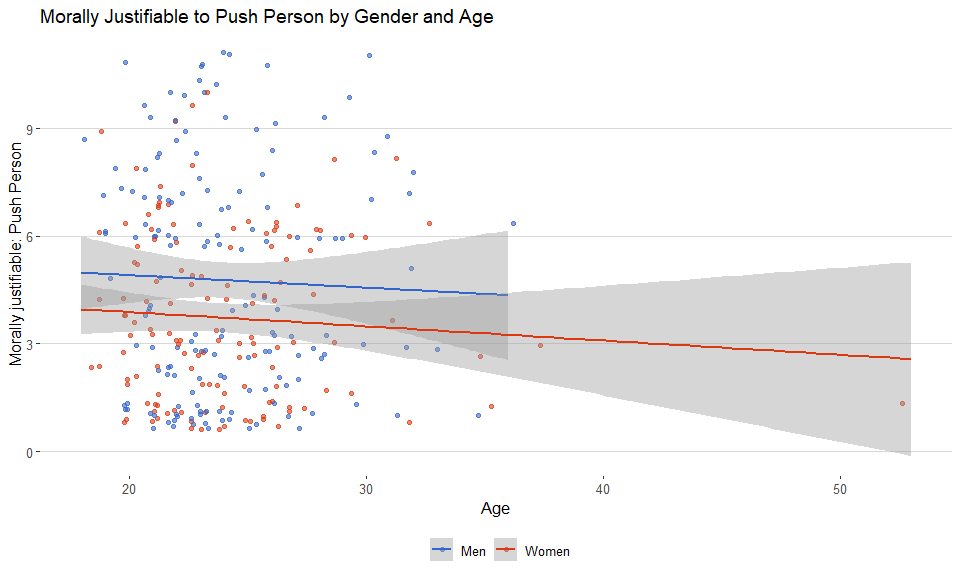 Morally Justifiable to Push Person by Gender and Age
Morally justifiable: Push Person
9
6
3
0
20
30
40
50
Age
Men
Women